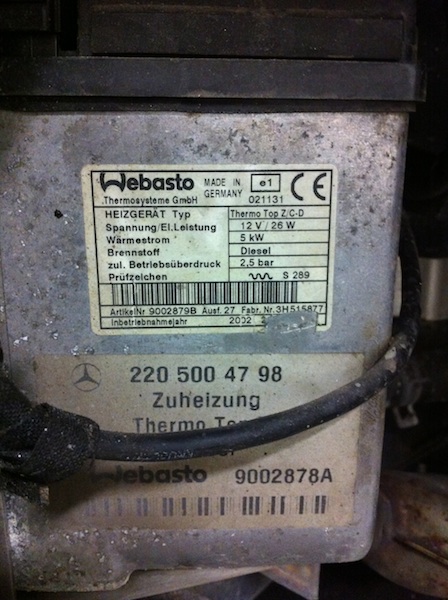 Webasto MADE IN GERMANY e1 CE
Thermosysteme GmbH 021131
HEIZGERÄT Typ Thermo Top Z/C-D
Spannung/El.Leistung 12 V / 26 W
Wärmestrom 5 kW
Brennstoff Diesel
zul. Betriebsüberdruck 2,5 bar
Prüfzeichen S 289
ArtikelNr 9002879B Ausf. 27 Fabr. Nr. 3H515877
Inbetriebnahmejahr 2002
220 500 47 98
Zuheizung
Thermo
Webasto 9002878A